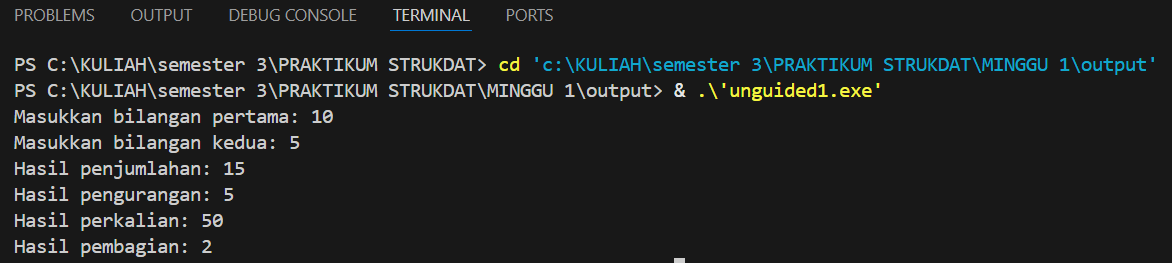 PROBLEMS OUTPUT DEBUG CONSOLE TERMINAL PORTS
PS C:\KULIAH\semester 3\PRAKTIKUM STRUKDAT> cd 'c:\KULIAH\semester 3\PRAKTIKUM STRUKDAT\MINGGU 1\output'
PS C:\KULIAH\semester 3\PRAKTIKUM STRUKDAT\MINGGU 1\output> & .\'unguided1.exe'
Masukkan bilangan pertama: 10
Masukkan bilangan kedua: 5
Hasil penjumlahan: 15
Hasil pengurangan: 5
Hasil perkalian: 50
Hasil pembagian: 2